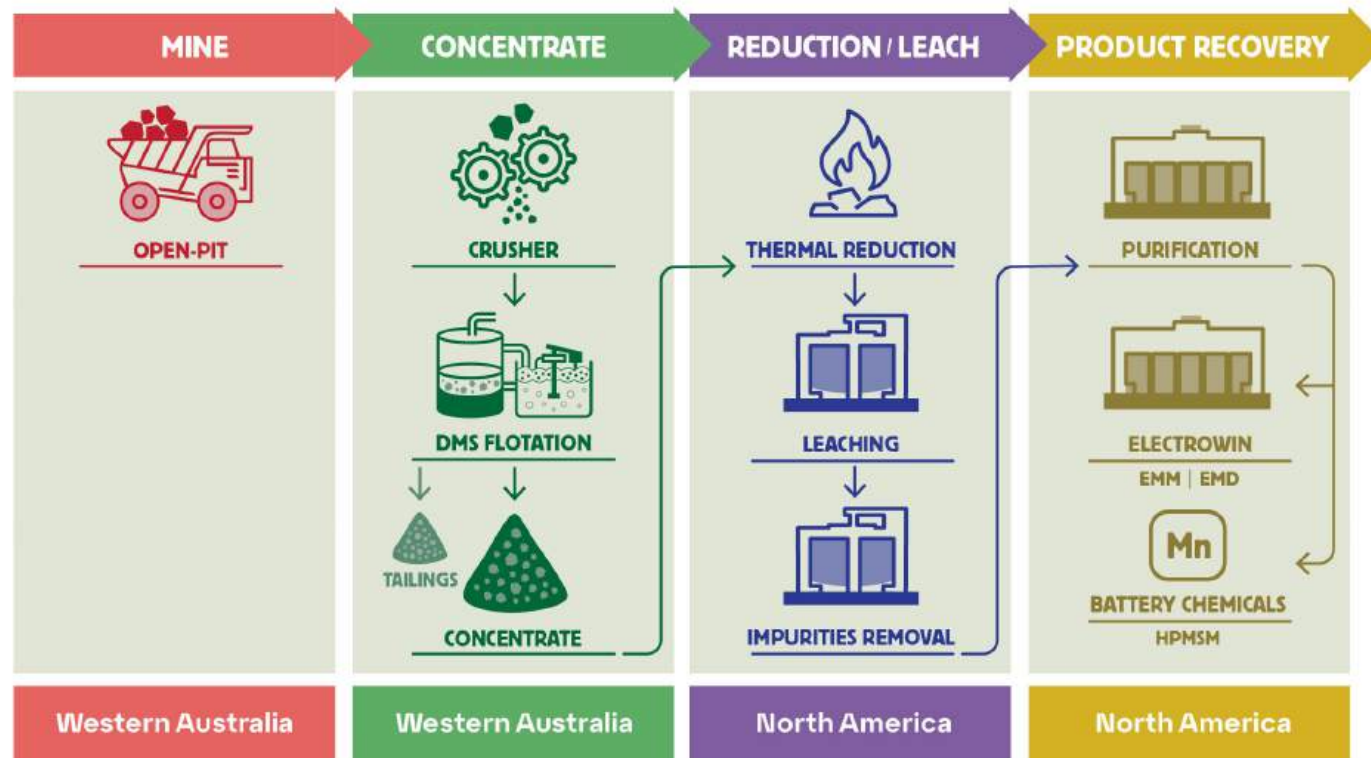 MINE
CONCENTRATE
REDUCTION / LEACH
PRODUCT RECOVERY
OPEN-PIT
CRUSHER
DMS FLOTATION
TAILINGS
CONCENTRATE
THERMAL REDUCTION
LEACHING
IMPURITIES REMOVAL
PURIFICATION
ELECTROWIN
EMM | EMD
Mn
BATTERY CHEMICALS
HPMSM
Western Australia
Western Australia
North America
North America